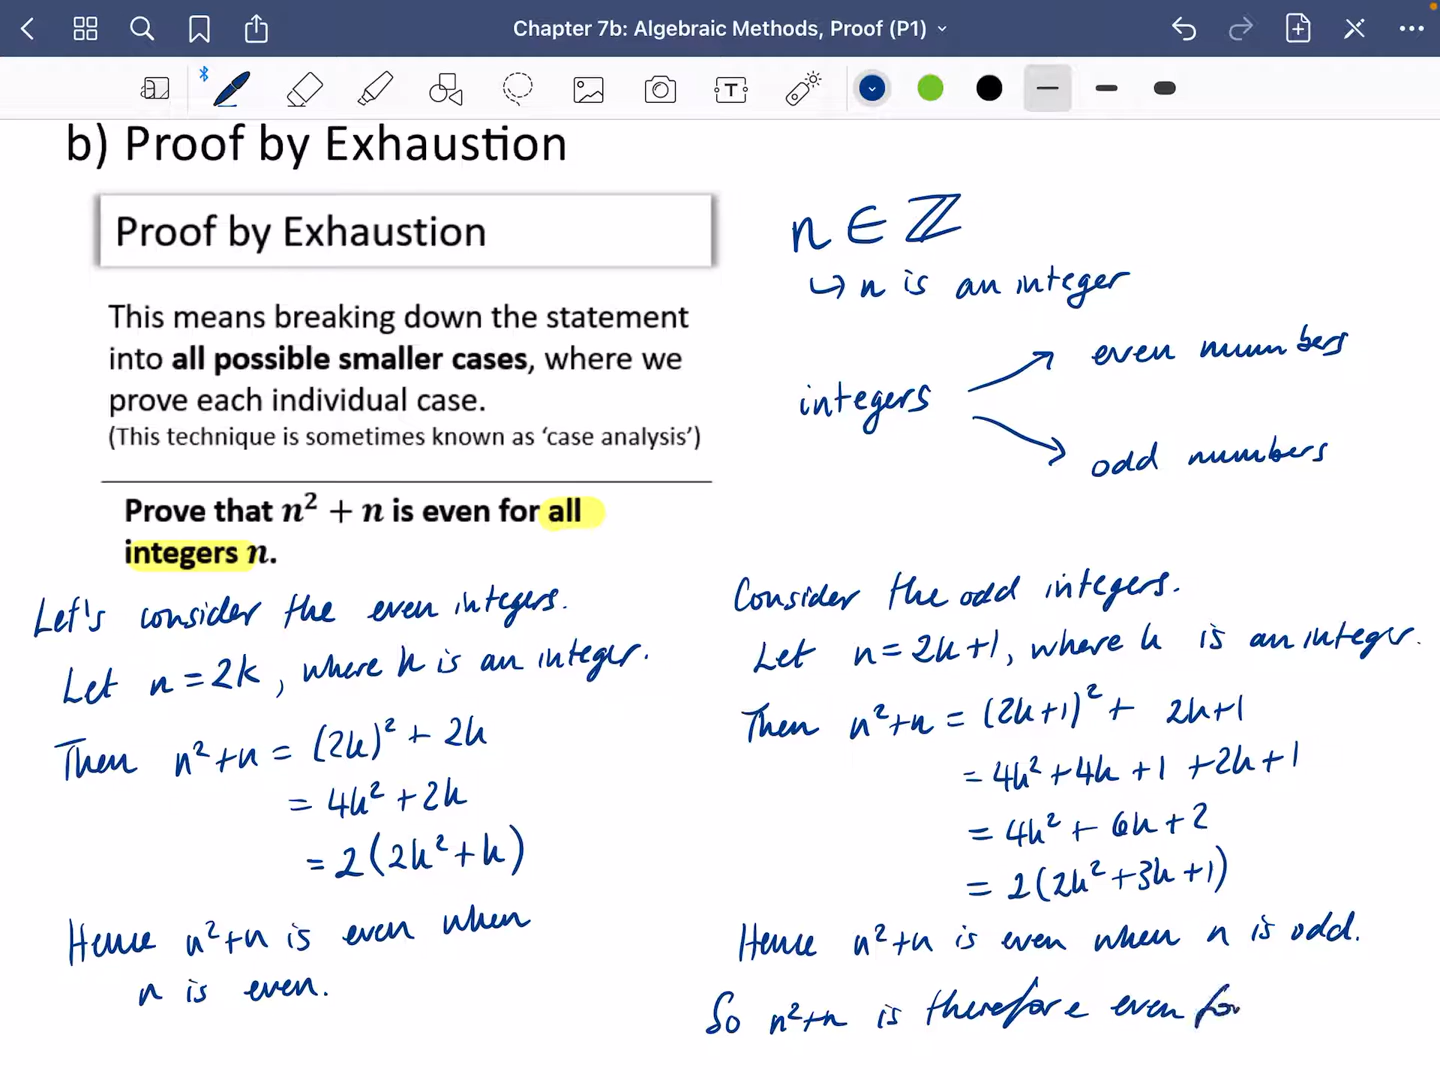 Chapter 7b: Algebraic Methods, Proof (P1)
b) Proof by Exhaustion
Proof by Exhaustion
This means breaking down the statement
into all possible smaller cases, where we
prove each individual case.
(This technique is sometimes known as ‘case analysis’)
Prove that n² + n is even for all
integers n.
n ∈ ℤ
↪ n is an integer
integers
even numbers
odd numbers
Let's consider the even integers.
Let n = 2k, where k is an integer.
Then n²+n = (2k)² + 2k
= 4k² + 2k
= 2(2k²+k)
Hence n²+n is even when
n is even.
Consider the odd integers.
Let n = 2k+1, where k is an integer.
Then n²+n = (2k+1)² + 2k+1
= 4k² + 4k + 1 + 2k + 1
= 4k² + 6k + 2
= 2(2k² + 3k + 1)
Hence n²+n is even when n is odd.
So n²+n is therefore even for